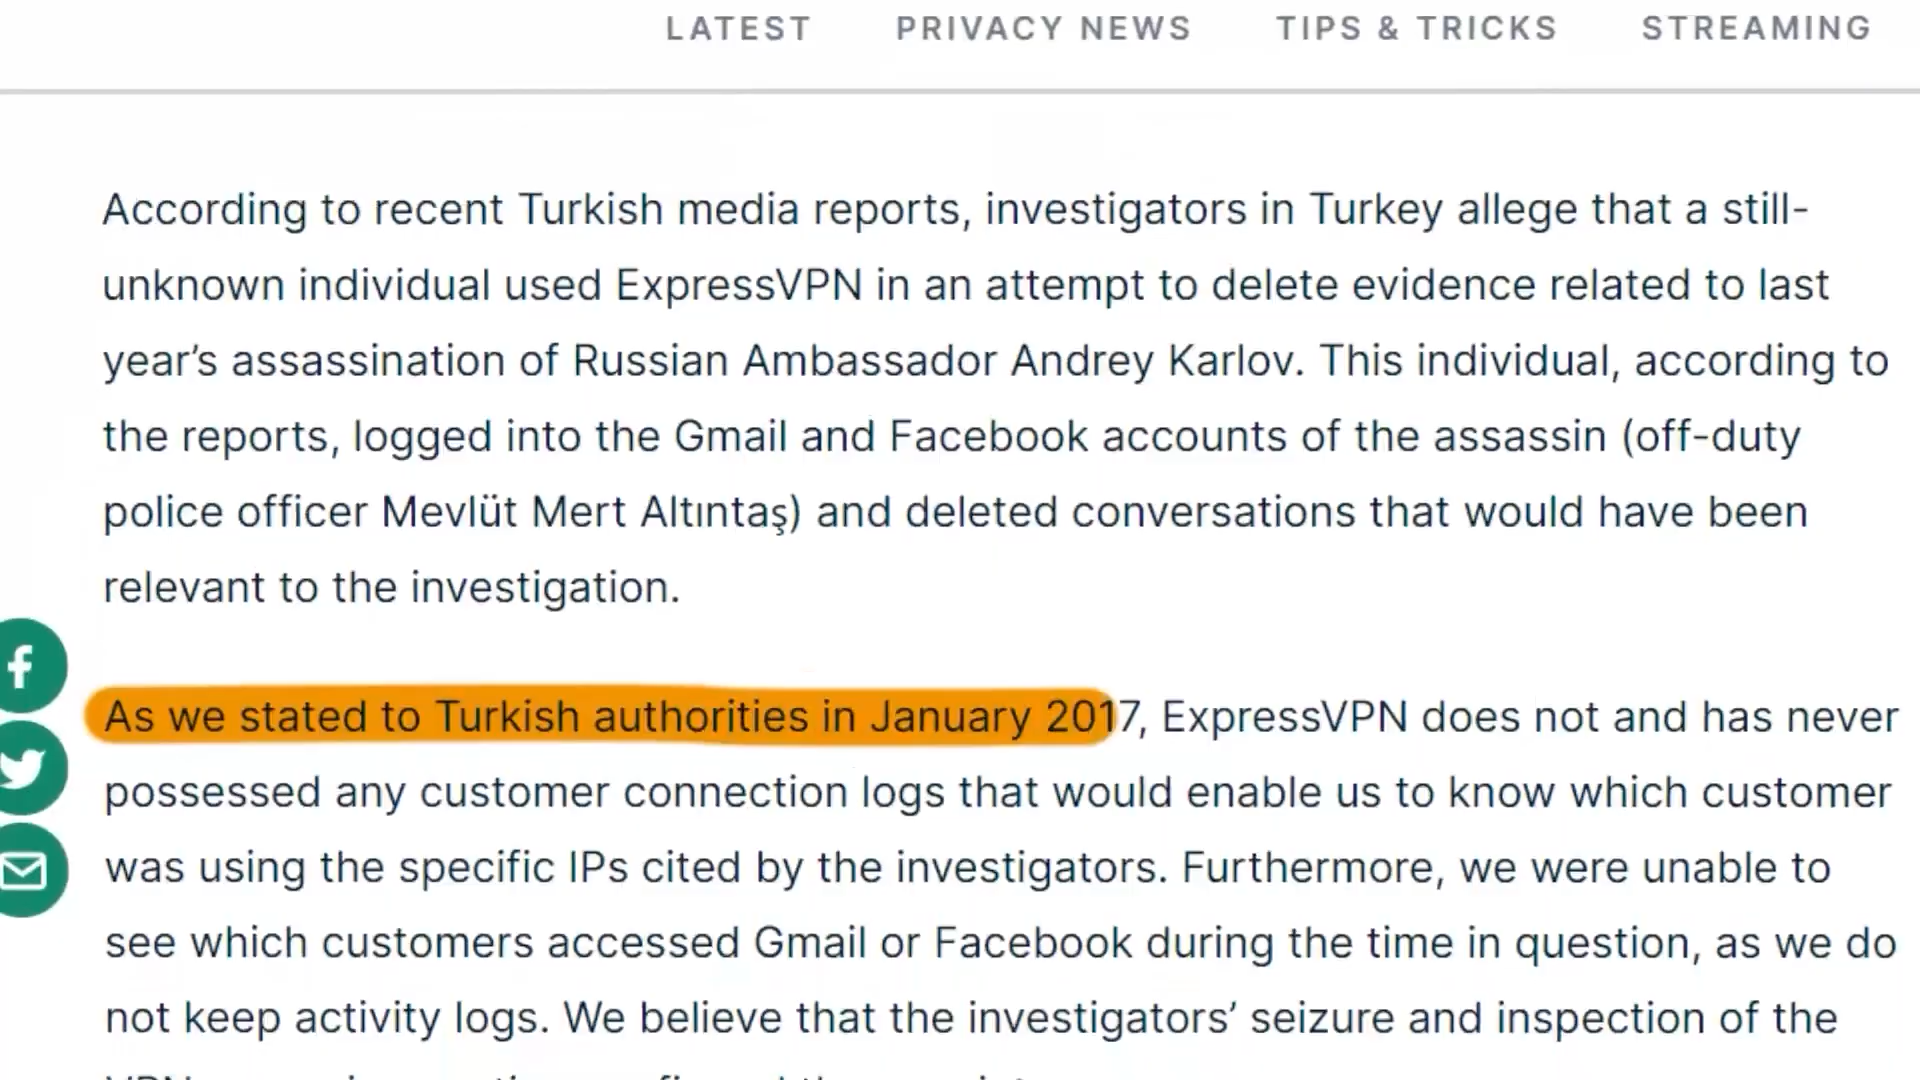 LATEST PRIVACY NEWS TIPS & TRICKS STREAMING
According to recent Turkish media reports, investigators in Turkey allege that a still-
unknown individual used ExpressVPN in an attempt to delete evidence related to last
year’s assassination of Russian Ambassador Andrey Karlov. This individual, according to
the reports, logged into the Gmail and Facebook accounts of the assassin (off-duty
police officer Mevlüt Mert Altıntaş) and deleted conversations that would have been
relevant to the investigation.
As we stated to Turkish authorities in January 2017, ExpressVPN does not and has never
possessed any customer connection logs that would enable us to know which customer
was using the specific IPs cited by the investigators. Furthermore, we were unable to
see which customers accessed Gmail or Facebook during the time in question, as we do
not keep activity logs. We believe that the investigators’ seizure and inspection of the